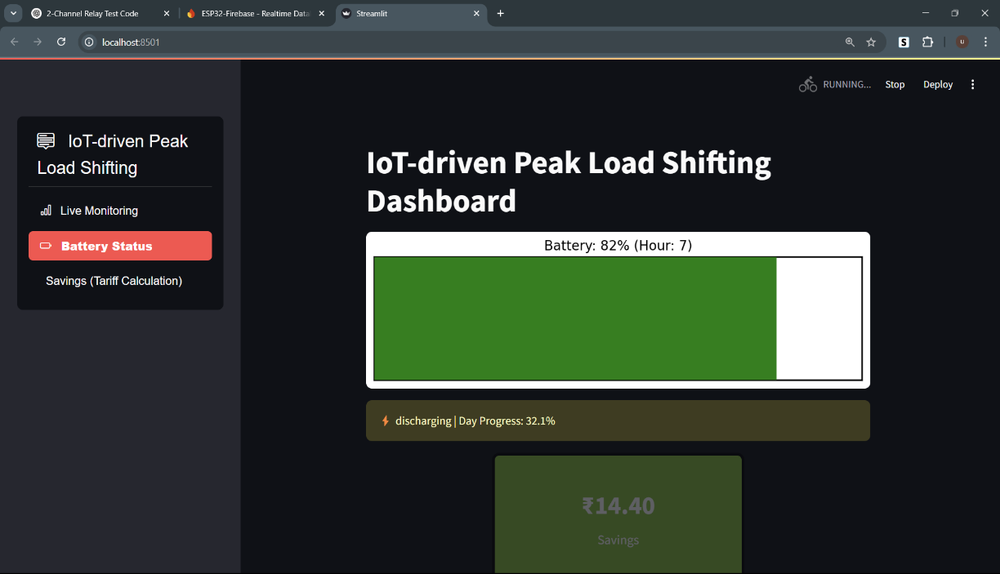 2-Channel Relay Test Code
ESP32-Firebase - Realtime Data
Streamlit
localhost:8501
S
u
RUNNING...
Stop
Deploy
IoT-driven Peak
Load Shifting
Live Monitoring
Battery Status
Savings (Tariff Calculation)
IoT-driven Peak Load Shifting
Dashboard
Battery: 82% (Hour: 7)
discharging | Day Progress: 32.1%
₹14.40
Savings